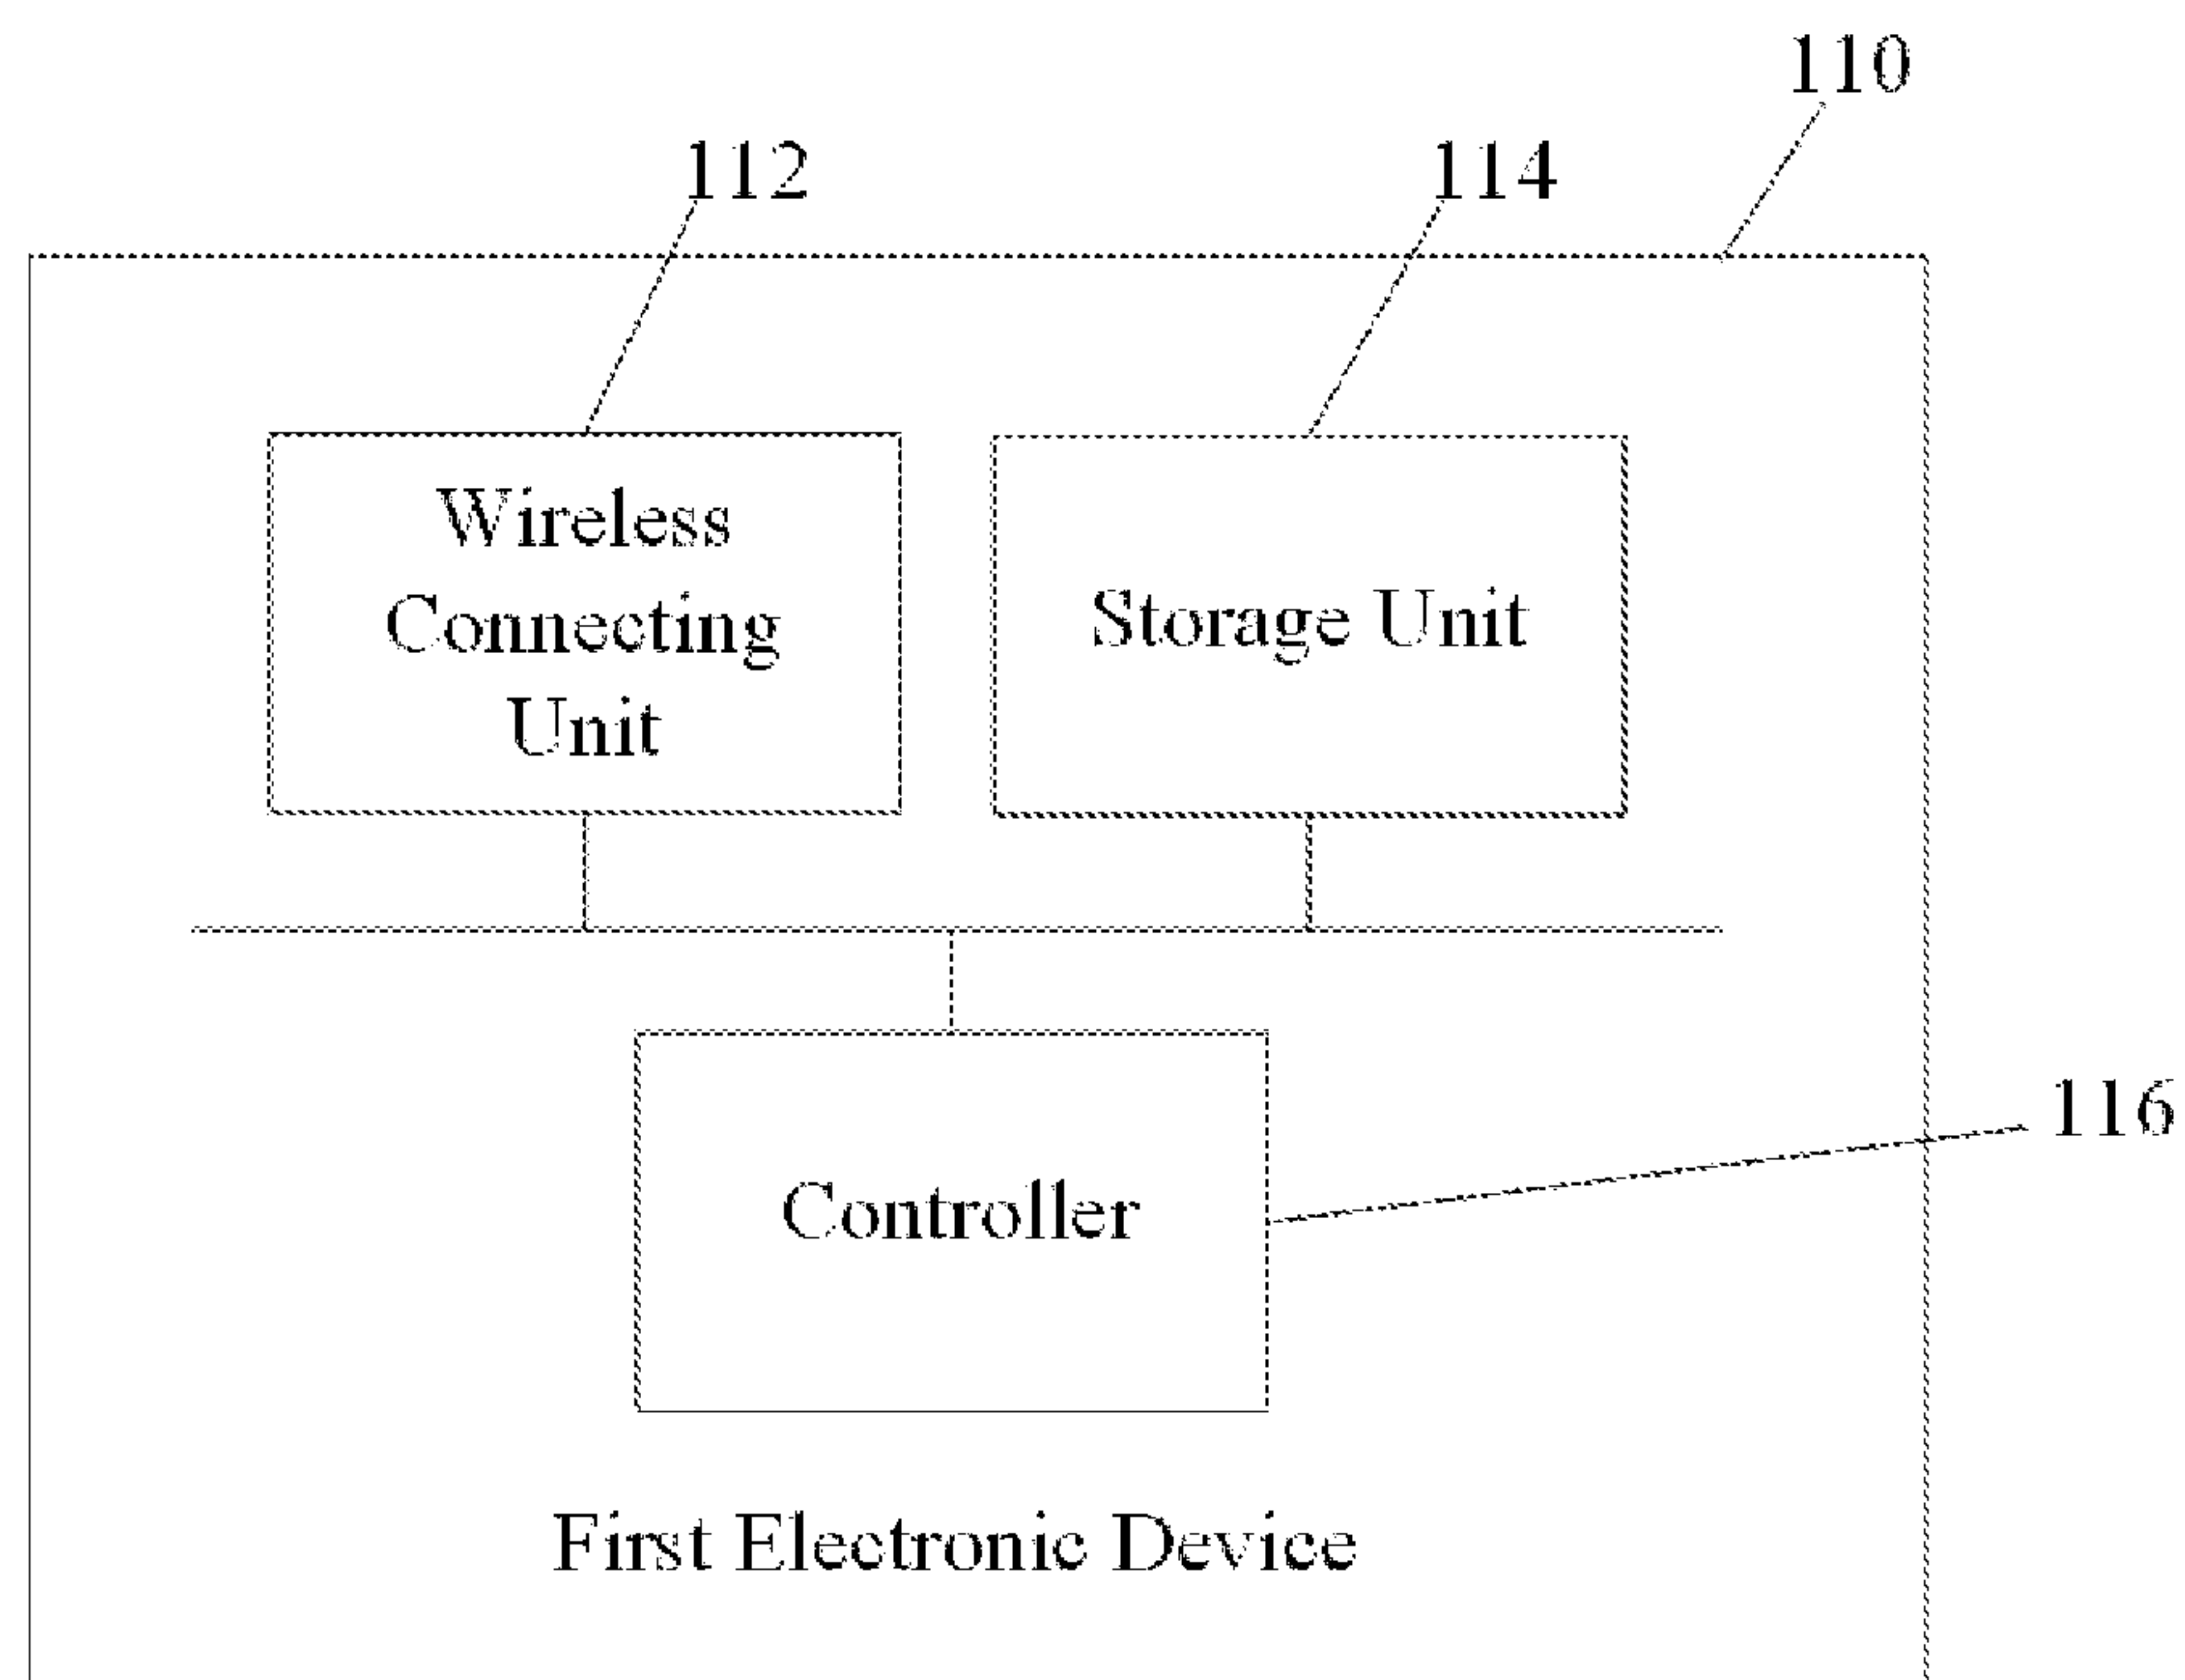 110
112
114
Wireless
Connecting
Unit
Storage Unit
116
Controller
First Electronic Device